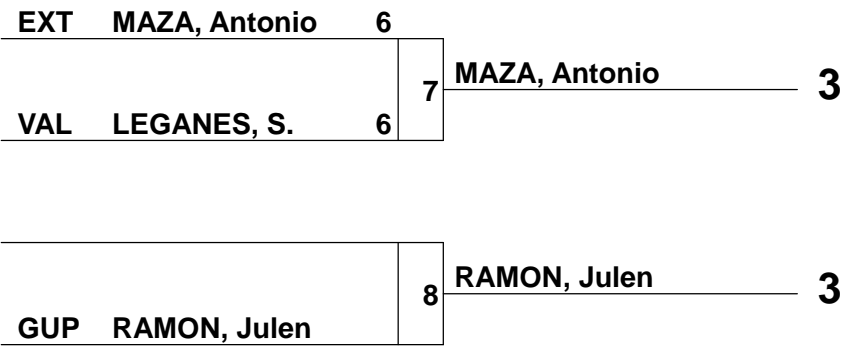 EXT MAZA, Antonio 6
7 MAZA, Antonio 3
VAL LEGANES, S. 6
8 RAMON, Julen 3
GUP RAMON, Julen